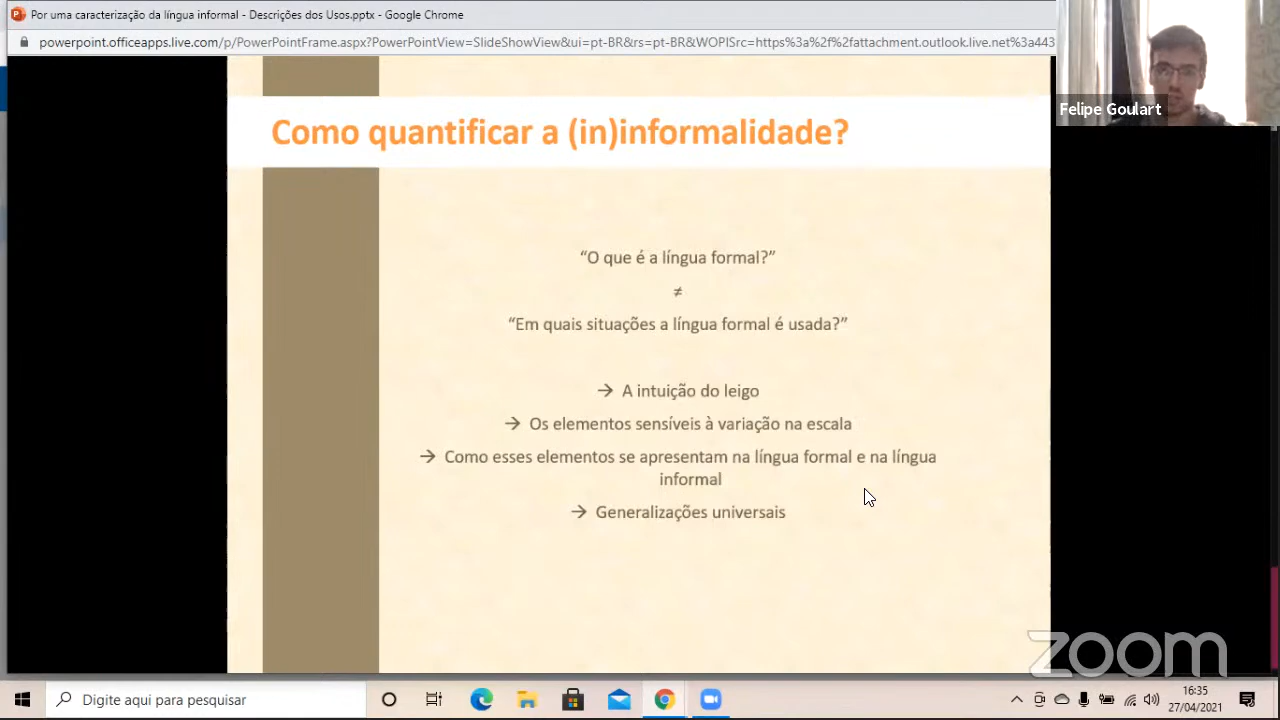 Por uma caracterização da língua informal - Descrições dos Usos.pptx - Google Chrome
powerpoint.officeapps.live.com/p/PowerPointFrame.aspx?PowerPointView=SlideShowView&ui=pt-BR&rs=pt-BR&WOPISrc=https%3a%2f%2fattachment.outlook.live.net%3a443
Felipe Goulart
Como quantificar a (in)informalidade?
“O que é a língua formal?”
≠
“Em quais situações a língua formal é usada?”
→ A intuição do leigo
→ Os elementos sensíveis à variação na escala
→ Como esses elementos se apresentam na língua formal e na língua
informal
→ Generalizações universais
zoom
Digite aqui para pesquisar
16:35
27/04/2021